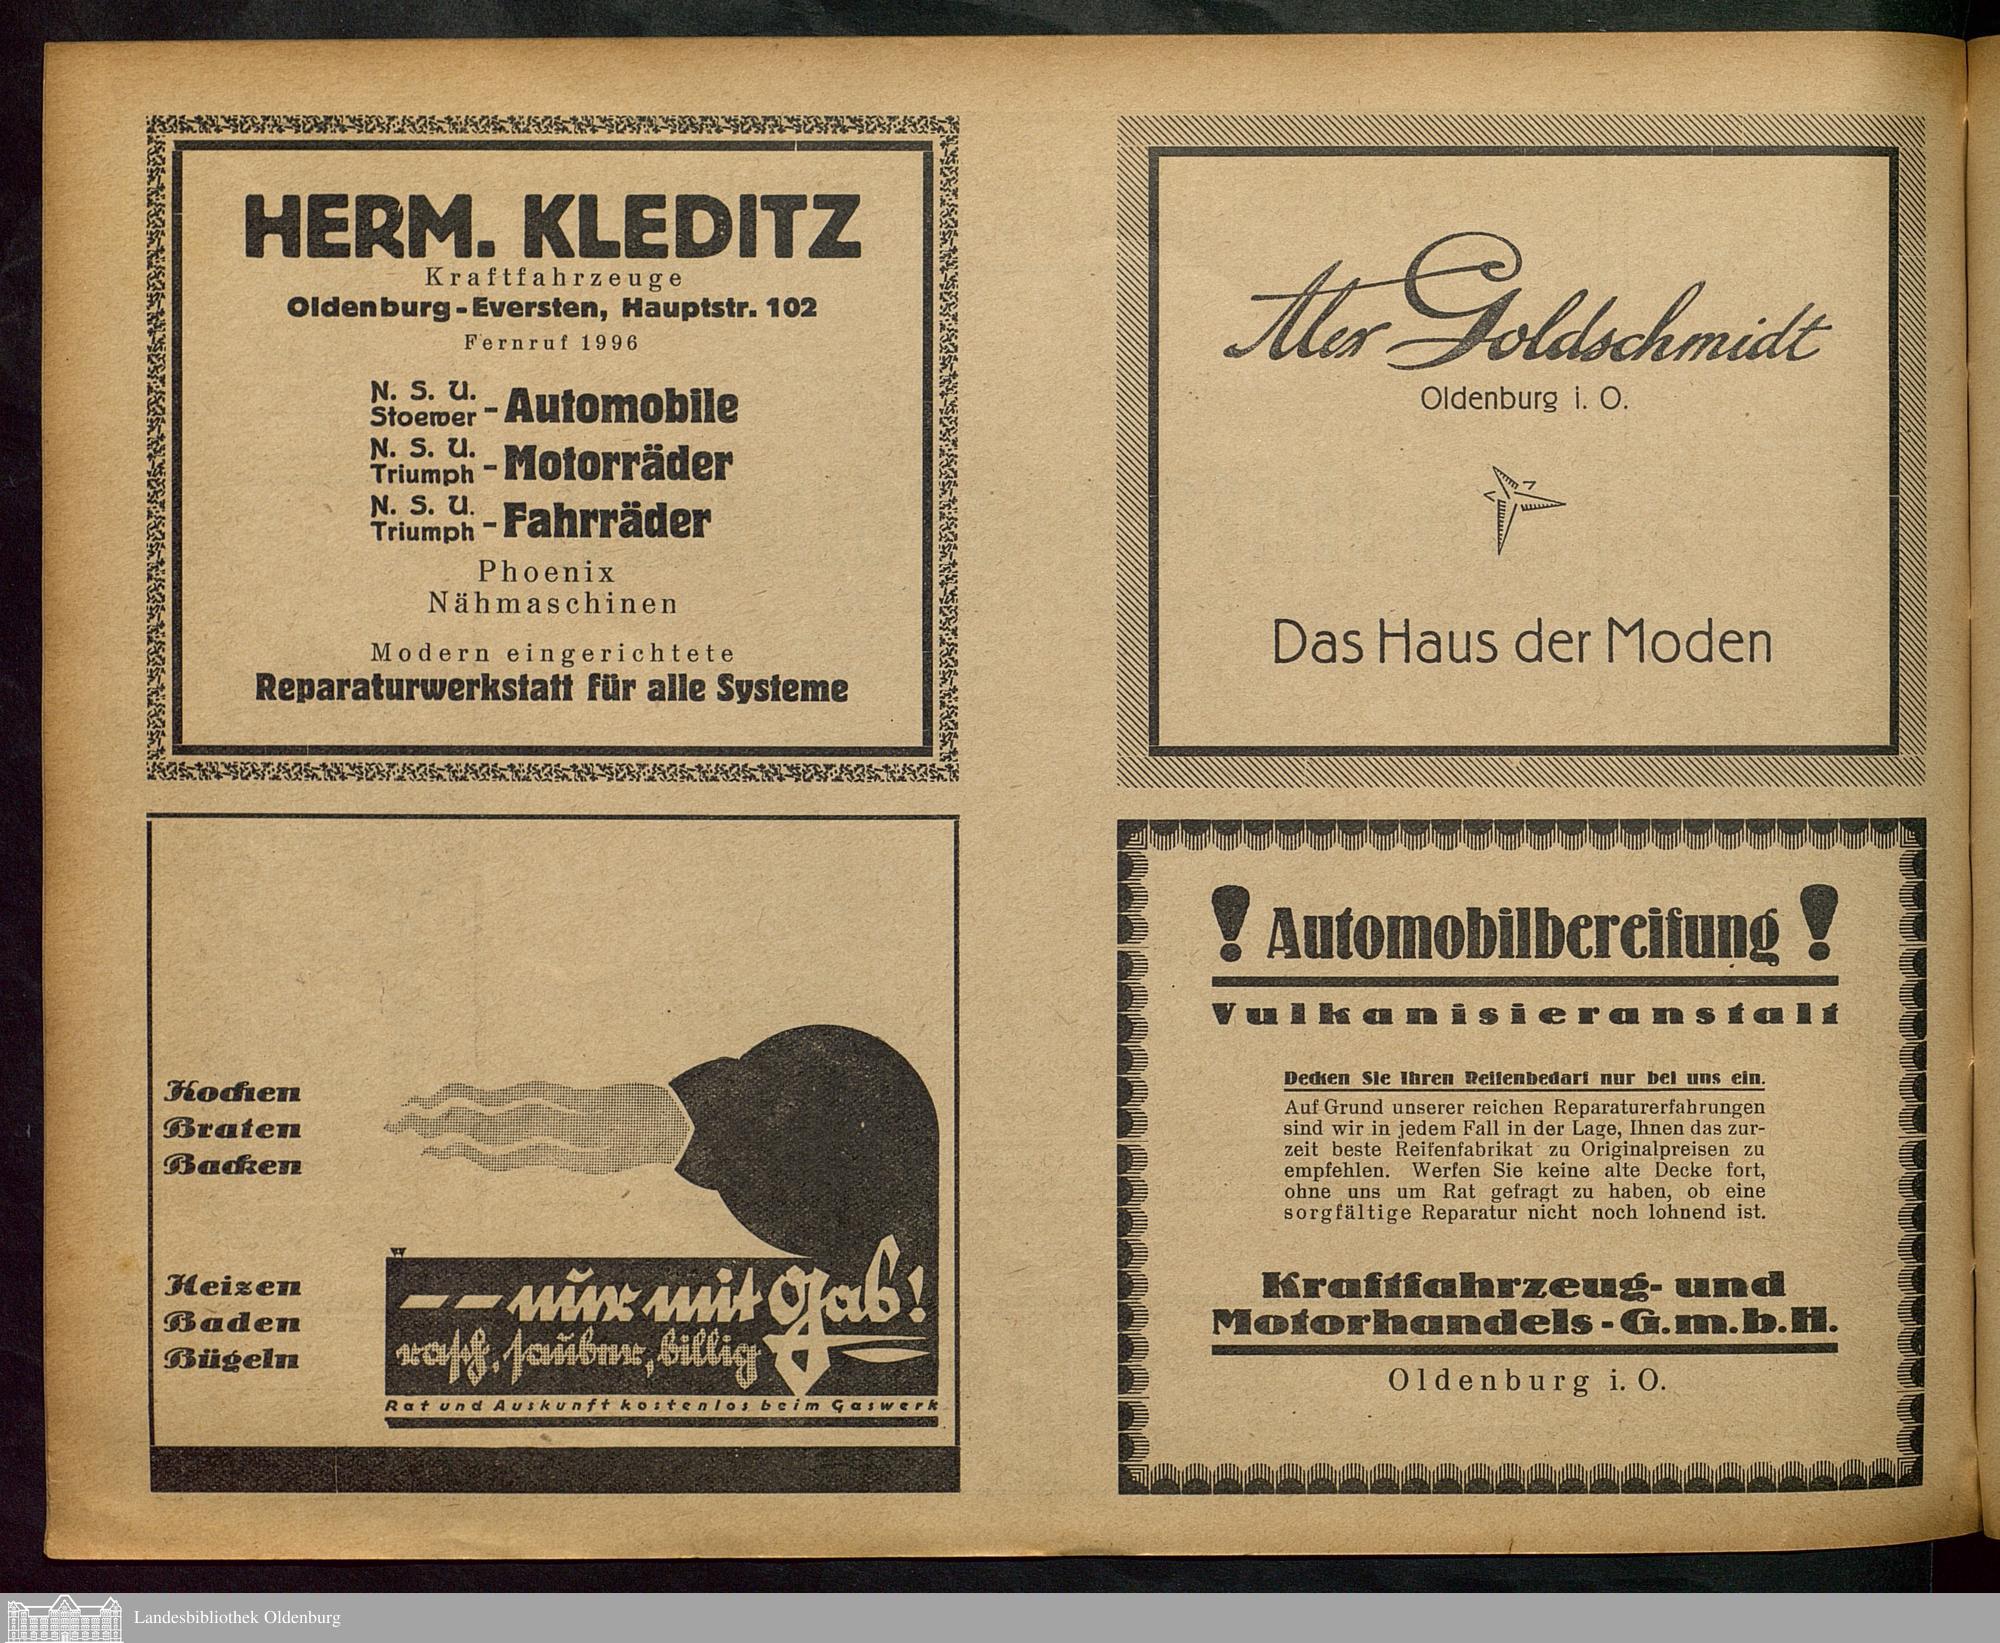 HERM. KLEDITZ
Kraftfahrzeuge
Oldenburg-Eversten, Hauptstr. 102
Fernruf 1996
N. S. U.
Stoewer - Automobile
N. S. U.
Triumph - Motorräder
N. S. U.
Triumph - Fahrräder
Phoenix
Nähmaschinen
Modern eingerichtete
Reparaturwerkstatt für alle Systeme
Alex Goldschmidt
Oldenburg i. O.
Das Haus der Moden
Kochen
Braten
Backen
Heizen
Baden
Bügeln
-- nur mit Gas!
rasch, sauber, billig
Rat und Auskunft kostenlos beim Gaswerk
! Automobilbereifung !
Vulkanisieranstalt
Decken Sie Ihren Reifenbedarf nur bei uns ein.
Auf Grund unserer reichen Reparaturerfahrungen
sind wir in jedem Fall in der Lage, Ihnen das zur-
zeit beste Reifenfabrikat zu Originalpreisen zu
empfehlen. Werfen Sie keine alte Decke fort,
ohne uns um Rat gefragt zu haben, ob eine
sorgfältige Reparatur nicht noch lohnend ist.
Kraftfahrzeug- und
Motorhandels-G.m.b.H.
Oldenburg i. O.
Landesbibliothek Oldenburg